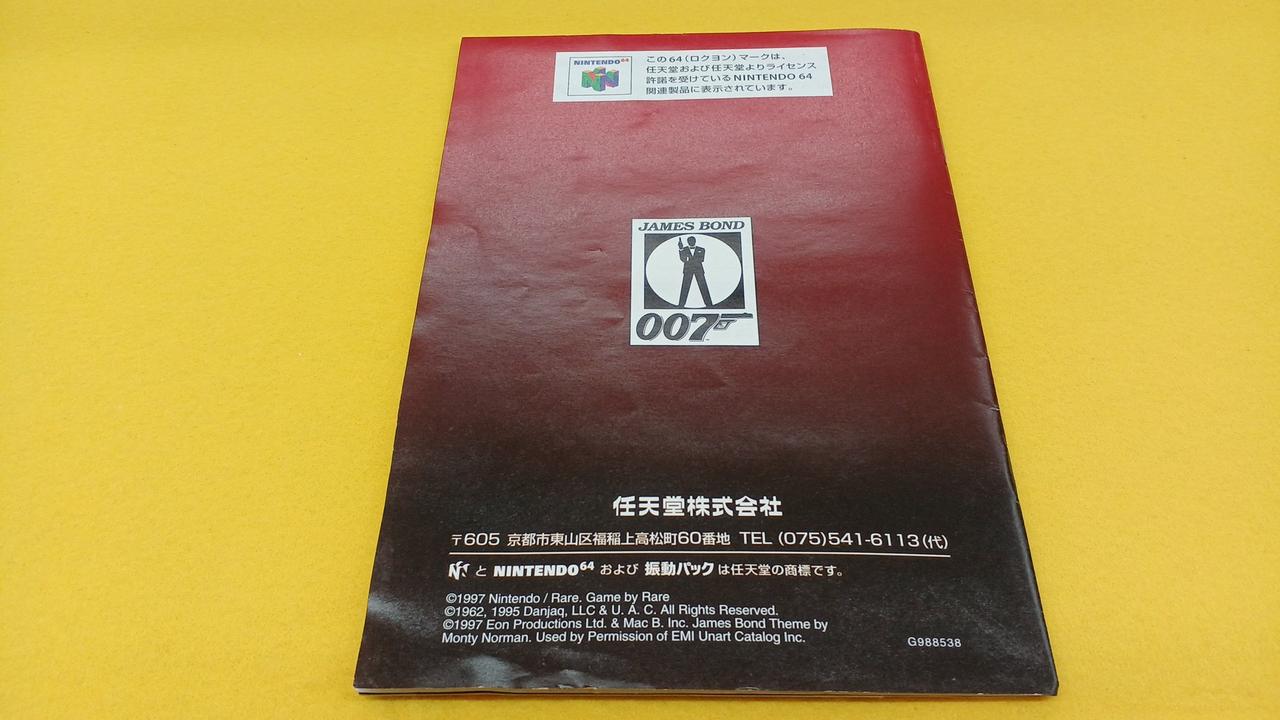 NINTENDO64
この64（ロクヨン）マークは、
任天堂および任天堂よりライセンス
許諾を受けているNINTENDO 64
関連製品に表示されています。
JAMES BOND
007
任天堂株式会社
〒605 京都市東山区福稲上高松町60番地 TEL (075)541-6113(代)
と NINTENDO64 および 振動パック は任天堂の商標です。
©1997 Nintendo / Rare. Game by Rare
©1962, 1995 Danjaq, LLC & U. A. C. All Rights Reserved.
©1997 Eon Productions Ltd. & Mac B. Inc. James Bond Theme by
Monty Norman. Used by Permission of EMI Unart Catalog Inc.
G988538